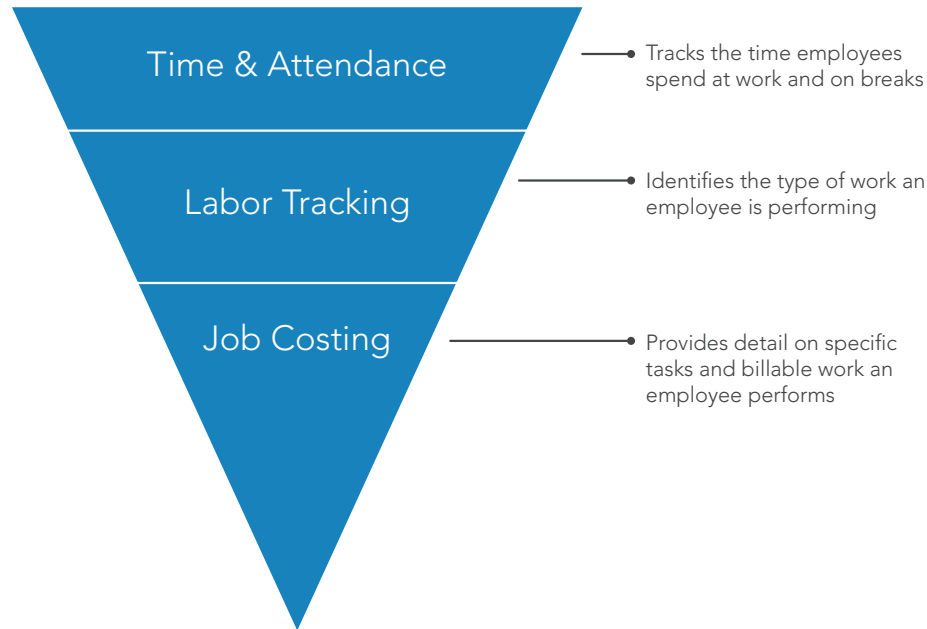 Time & Attendance
Tracks the time employees
spend at work and on breaks
Labor Tracking
Identifies the type of work an
employee is performing
Job Costing
Provides detail on specific
tasks and billable work an
employee performs